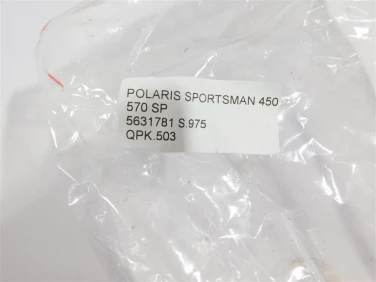 POLARIS SPORTSMAN 450
570 SP
5631781 S.975
QPK.503